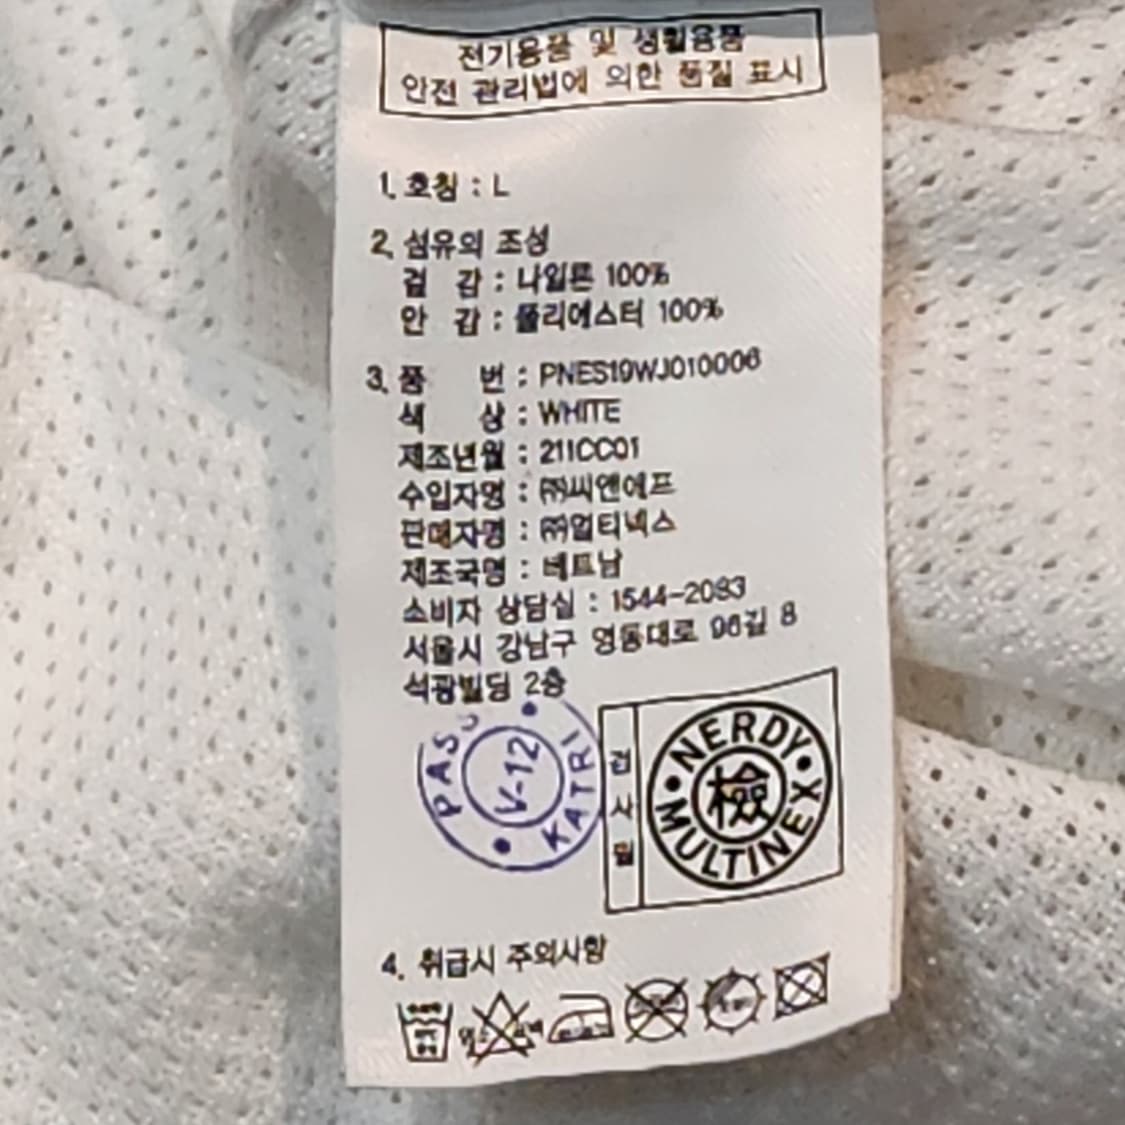 전기용품 및 생활용품
안전 관리법에 의한 품질 표시
1. 호칭 : L
2. 섬유의 조성
겉 감 : 나일론 100%
안 감 : 폴리에스터 100%
3. 품 번 : PNES19WJ010006
색 상 : WHITE
제조년월 : 211CC01
수입자명 : ㈜씨앤에프
판매자명 : ㈜멀티넥스
제조국명 : 베트남
소비자 상담실 : 1544-2083
서울시 강남구 영동대로 96길 8
석광빌딩 2층
PASS
V-12
KATRI
검사필
NERDY
檢
MULTINEX
4. 취급시 주의사항